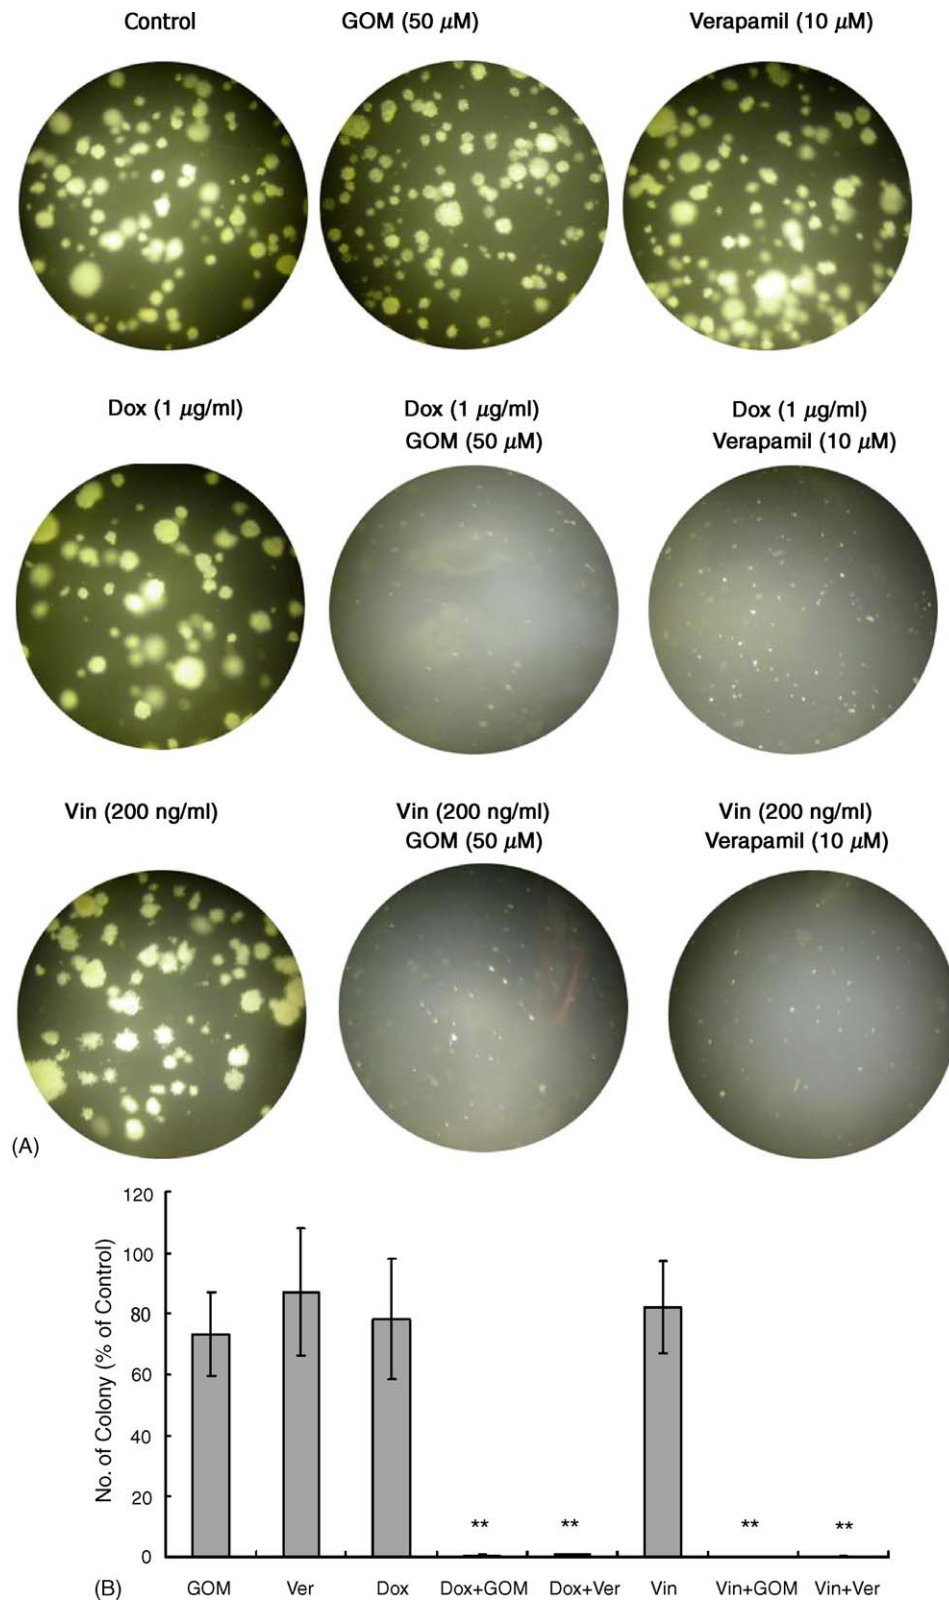 Control GOM (50 μM) Verapamil (10 μM)
Dox (1 μg/ml) Dox (1 μg/ml) Dox (1 μg/ml)
GOM (50 μM) Verapamil (10 μM)
Vin (200 ng/ml) Vin (200 ng/ml) Vin (200 ng/ml)
GOM (50 μM) Verapamil (10 μM)
(A)
No. of Colony (% of Control)
120
100
80
60
40
20
0
** ** ** **
GOM Ver Dox Dox+GOM Dox+Ver Vin Vin+GOM Vin+Ver
(B)